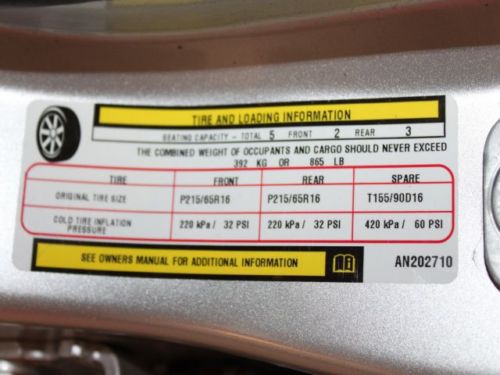 TIRE AND LOADING INFORMATION
SEATING CAPACITY - TOTAL 5 FRONT 2 REAR 3
THE COMBINED WEIGHT OF OCCUPANTS AND CARGO SHOULD NEVER EXCEED
392 KG OR 865 LB
TIRE FRONT REAR SPARE
ORIGINAL TIRE SIZE P215/65R16 P215/65R16 T155/90D16
COLD TIRE INFLATION PRESSURE 220 kPa / 32 PSI 220 kPa / 32 PSI 420 kPa / 60 PSI
SEE OWNERS MANUAL FOR ADDITIONAL INFORMATION
AN202710